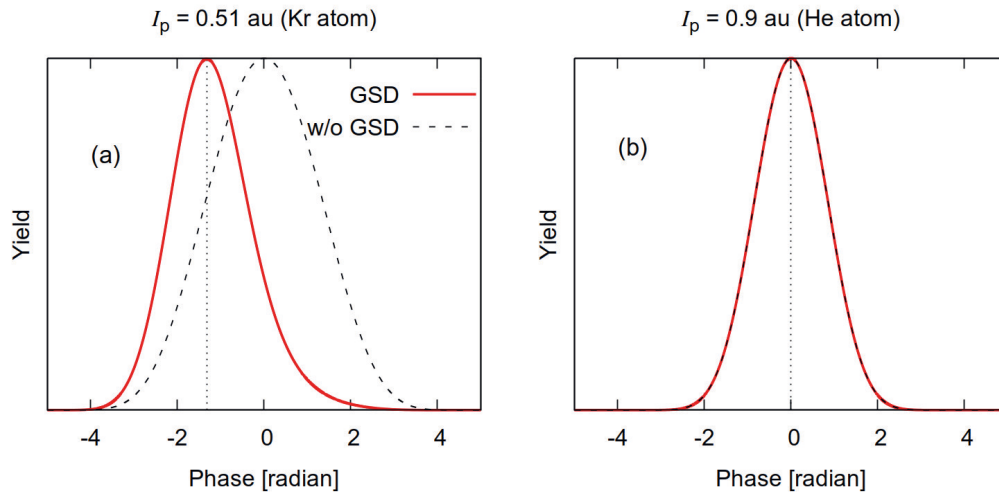 Ip = 0.51 au (Kr atom)
GSD
w/o GSD
(a)
Yield
-4 -2 0 2 4
Phase [radian]
Ip = 0.9 au (He atom)
(b)
Yield
-4 -2 0 2 4
Phase [radian]